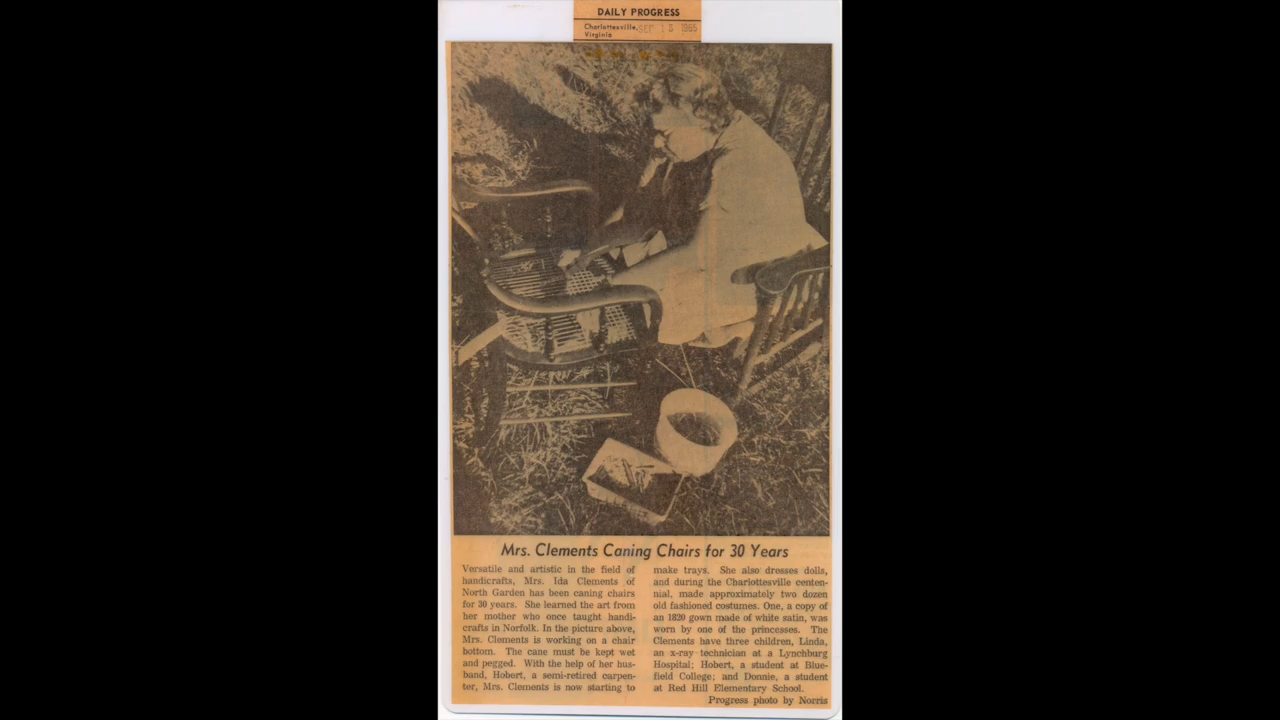 DAILY PROGRESS
Charlottesville,
Virginia
SEP 13 1965
Mrs. Clements Caning Chairs for 30 Years
Versatile and artistic in the field of
handicrafts, Mrs. Ida Clements of
North Garden has been caning chairs
for 30 years. She learned the art from
her mother who once taught handi-
crafts in Norfolk. In the picture above,
Mrs. Clements is working on a chair
bottom. The cane must be kept wet
and pegged. With the help of her hus-
band, Hobert, a semi-retired carpen-
ter, Mrs. Clements is now starting to
make trays. She also dresses dolls,
and during the Charlottesville centen-
nial, made approximately two dozen
old fashioned costumes. One, a copy of
an 1820 gown made of white satin, was
worn by one of the princesses. The
Clements have three children, Linda,
an x-ray technician at a Lynchburg
Hospital; Hobert, a student at Blue-
field College; and Donnie, a student
at Red Hill Elementary School.
Progress photo by Norris